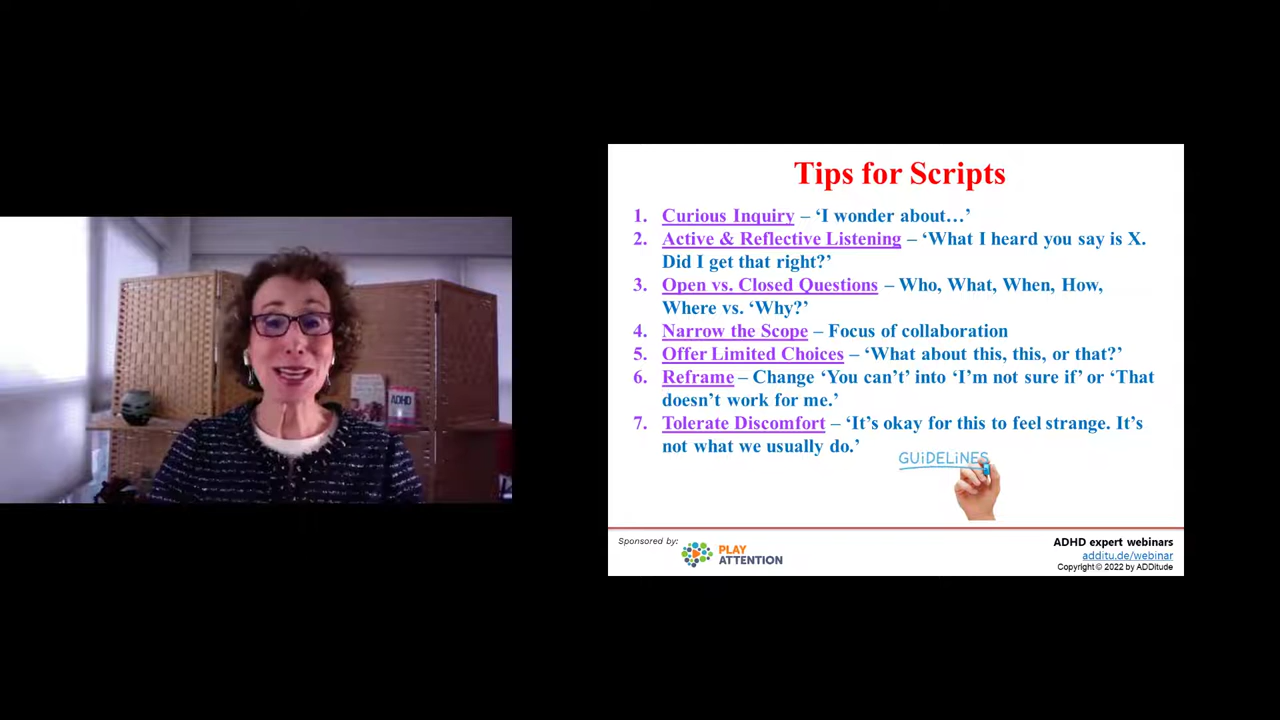 Tips for Scripts
1. Curious Inquiry – ‘I wonder about…’
2. Active & Reflective Listening – ‘What I heard you say is X.
Did I get that right?’
3. Open vs. Closed Questions – Who, What, When, How,
Where vs. ‘Why?’
4. Narrow the Scope – Focus of collaboration
5. Offer Limited Choices – ‘What about this, this, or that?’
6. Reframe – Change ‘You can’t’ into ‘I’m not sure if’ or ‘That
doesn’t work for me.’
7. Tolerate Discomfort – ‘It’s okay for this to feel strange. It’s
not what we usually do.’
GUiDELiNES
Sponsored by:
PLAY
ATTENTION
ADHD expert webinars
additu.de/webinar
Copyright © 2022 by ADDitude
ADHD